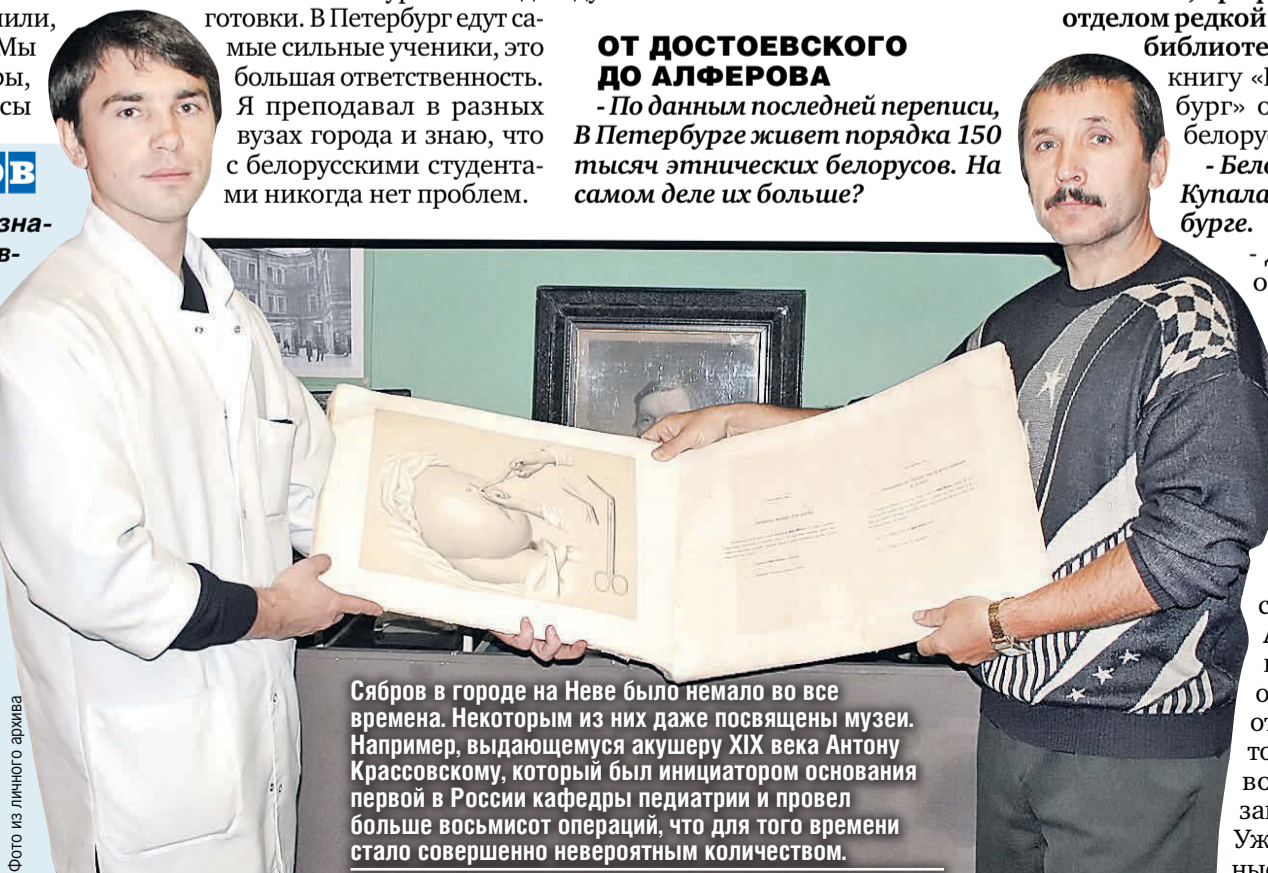 готовки. В Петербург едут са-
мые сильные ученики, это
большая ответственность.
Я преподавал в разных
вузах города и знаю, что
с белорусскими студента-
ми никогда нет проблем.
ОТ ДОСТОЕВСКОГО
ДО АЛФЕРОВА
- По данным последней переписи,
В Петербурге живет порядка 150
тысяч этнических белорусов. На
самом деле их больше?
отделом редкой
библиоте
книгу «
бург» о
белорус
- Бело
Купала
бурге.
Сябров в городе на Неве было немало во все
времена. Некоторым из них даже посвящены музеи.
Например, выдающемуся акушеру XIX века Антону
Крассовскому, который был инициатором основания
первой в России кафедры педиатрии и провел
больше восьмисот операций, что для того времени
стало совершенно невероятным количеством.
Фото из личного архива